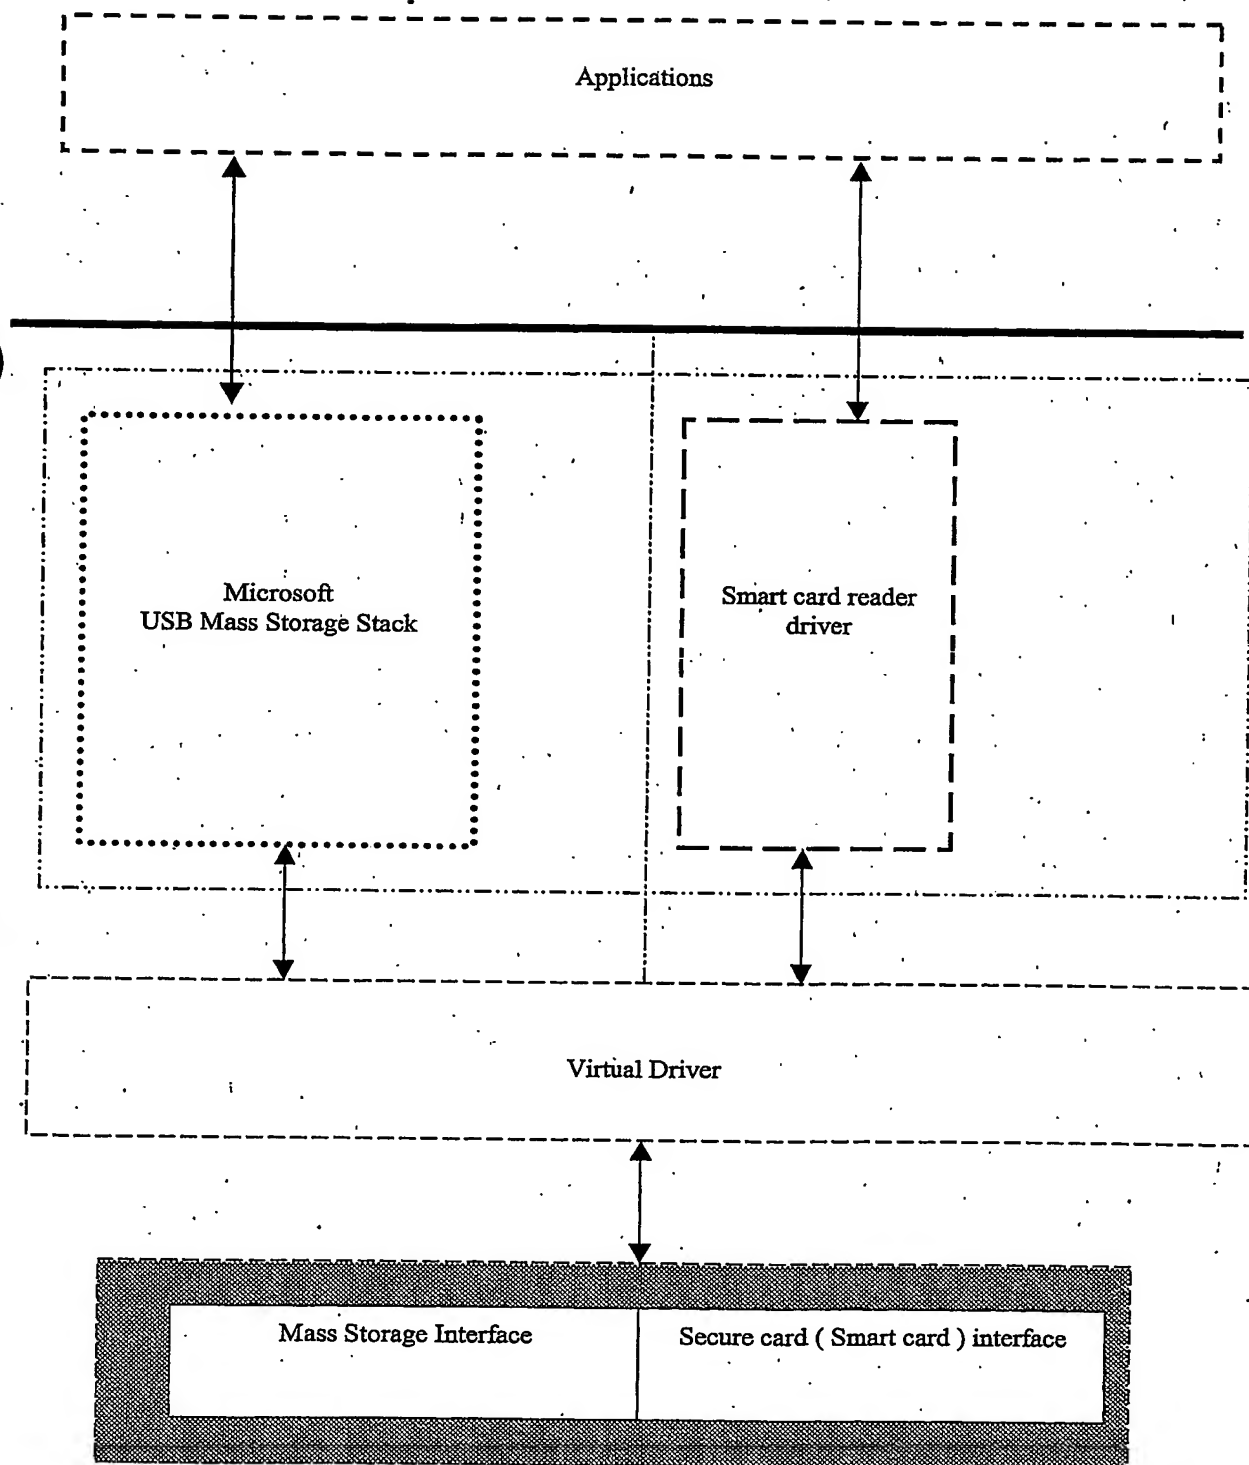 Applications
Microsoft
USB Mass Storage Stack
Smart card reader
driver
Virtual Driver
Mass Storage Interface
Secure card ( Smart card ) interface